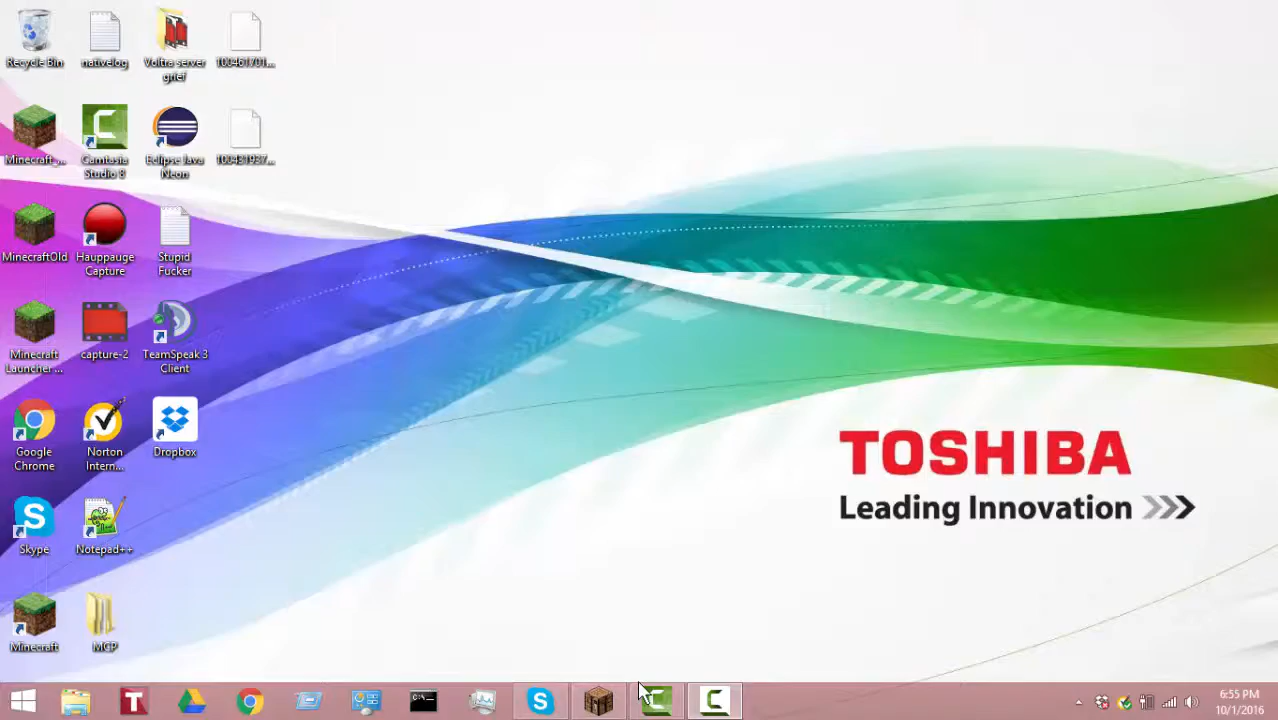 Recycle Bin
nativelog
Voltra server
grief
100461701...
Minecraft_...
Camtasia
Studio 8
Eclipse Java
Neon
100431937...
MinecraftOld
Hauppauge
Capture
Stupid
Fucker
Minecraft
Launcher ...
capture-2
TeamSpeak 3
Client
Google
Chrome
Norton
Intern...
Dropbox
Skype
Notepad++
Minecraft
MCP
TOSHIBA
Leading Innovation
6:55 PM
10/1/2016